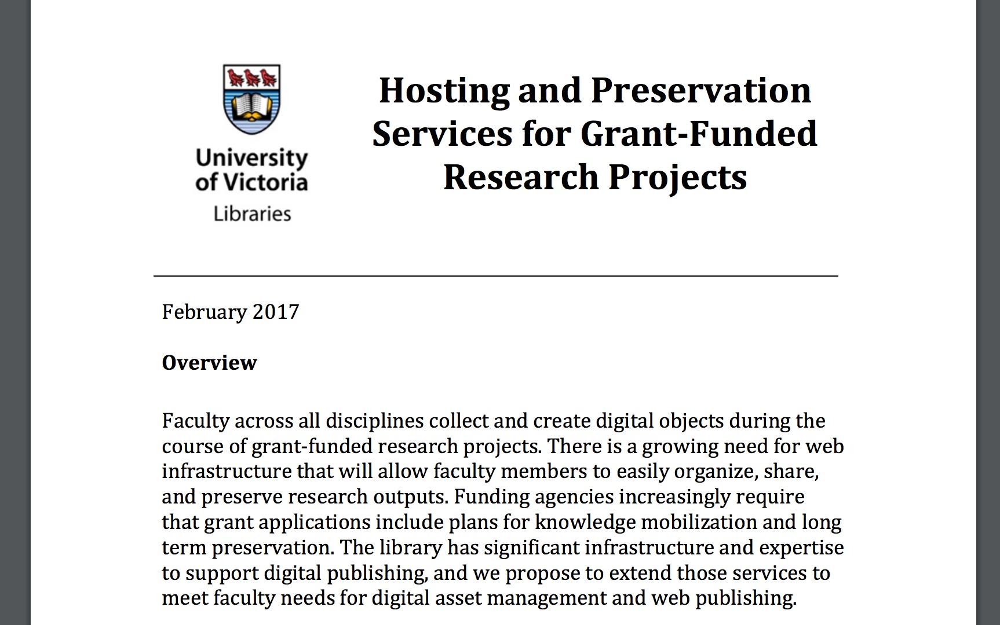 University
of Victoria
Libraries
Hosting and Preservation
Services for Grant-Funded
Research Projects
February 2017
Overview
Faculty across all disciplines collect and create digital objects during the
course of grant-funded research projects. There is a growing need for web
infrastructure that will allow faculty members to easily organize, share,
and preserve research outputs. Funding agencies increasingly require
that grant applications include plans for knowledge mobilization and long
term preservation. The library has significant infrastructure and expertise
to support digital publishing, and we propose to extend those services to
meet faculty needs for digital asset management and web publishing.